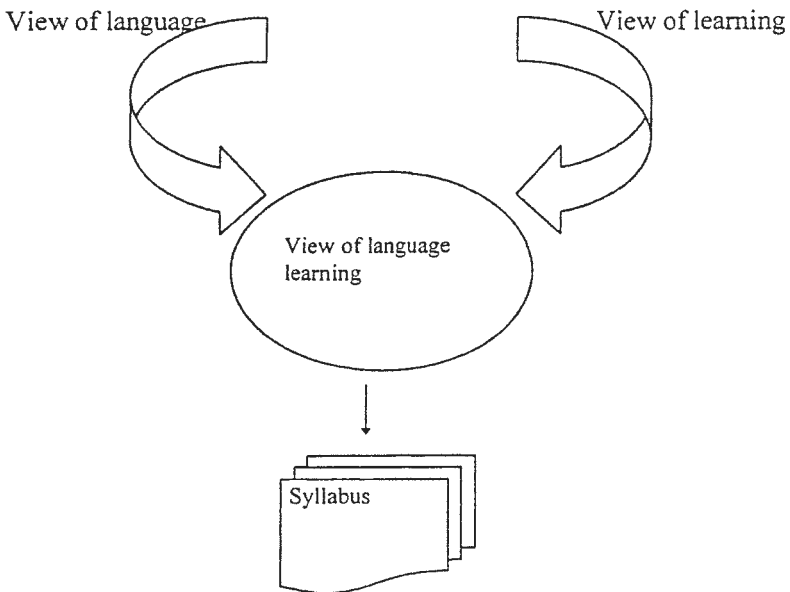 View of language
View of learning
View of language
learning
Syllabus